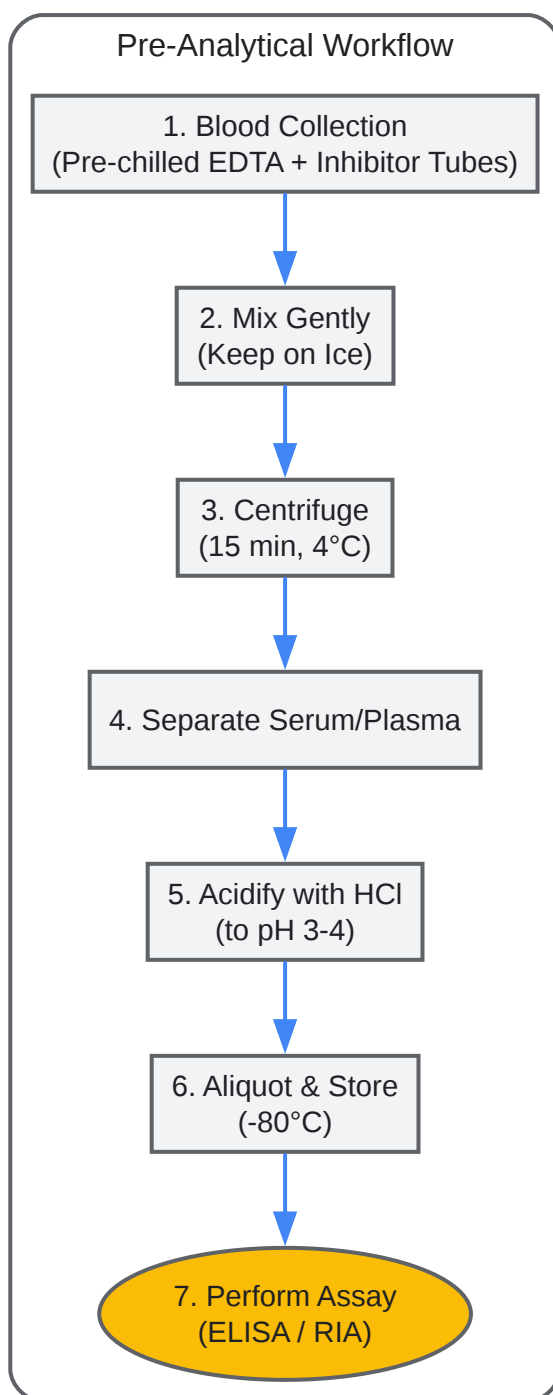 Pre-Analytical Workflow
1. Blood Collection
(Pre-chilled EDTA + Inhibitor Tubes)
2. Mix Gently
(Keep on Ice)
3. Centrifuge
(15 min, 4°C)
4. Separate Serum/Plasma
5. Acidify with HCl
(to pH 3-4)
6. Aliquot & Store
(-80°C)
7. Perform Assay
(ELISA / RIA)